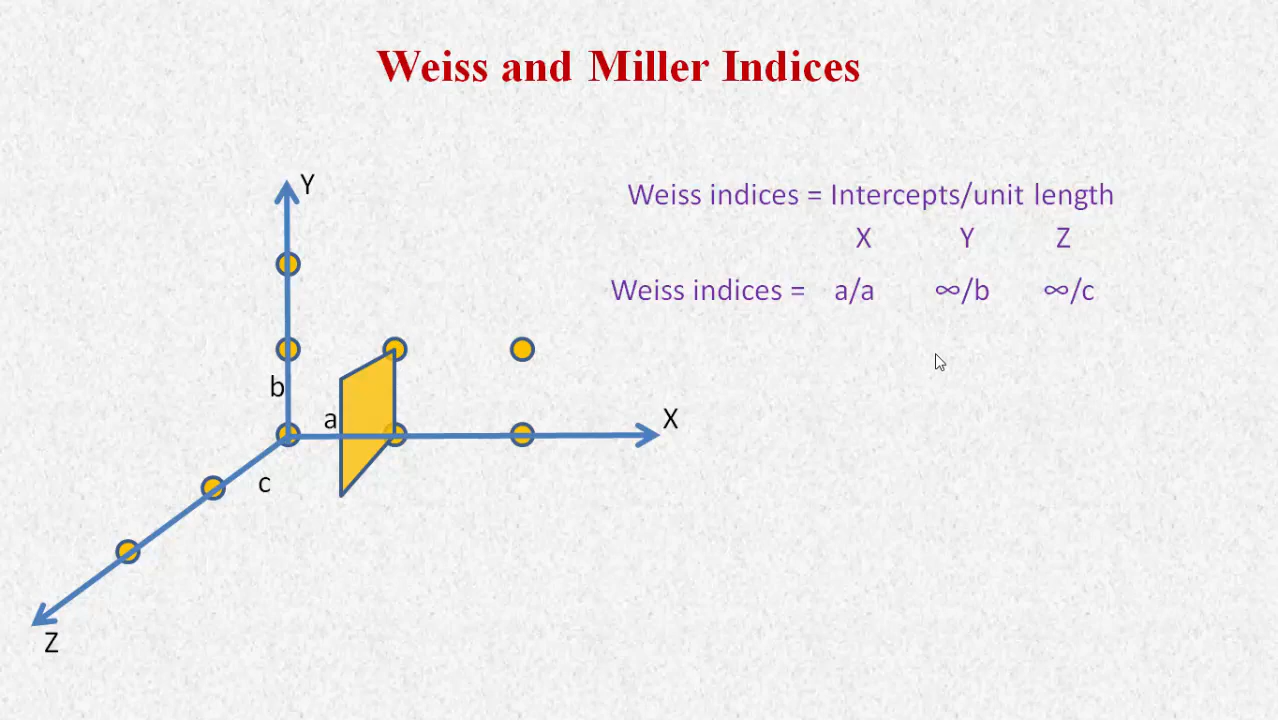 Weiss and Miller Indices
Y
Weiss indices = Intercepts/unit length
X Y Z
Weiss indices = a/a ∞/b ∞/c
b
a
X
c
Z